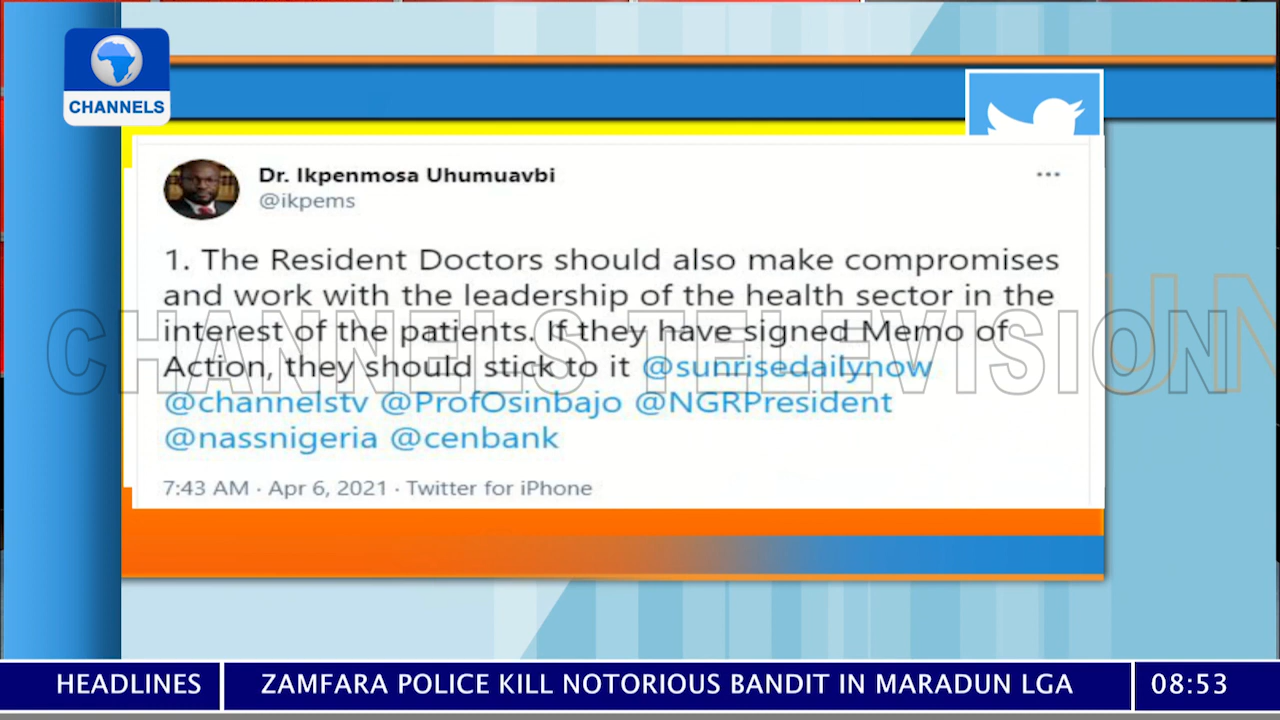 CHANNELS
Dr. Ikpenmosa Uhumuavbi
@ikpems
1. The Resident Doctors should also make compromises
and work with the leadership of the health sector in the
interest of the patients. If they have signed Memo of
Action, they should stick to it @sunrisedailynow
@channelstv @ProfOsinbajo @NGRPresident
@nassnigeria @cenbank
7:43 AM · Apr 6, 2021 · Twitter for iPhone
CHANNELS TELEVISION
HEADLINES
ZAMFARA POLICE KILL NOTORIOUS BANDIT IN MARADUN LGA
08:53